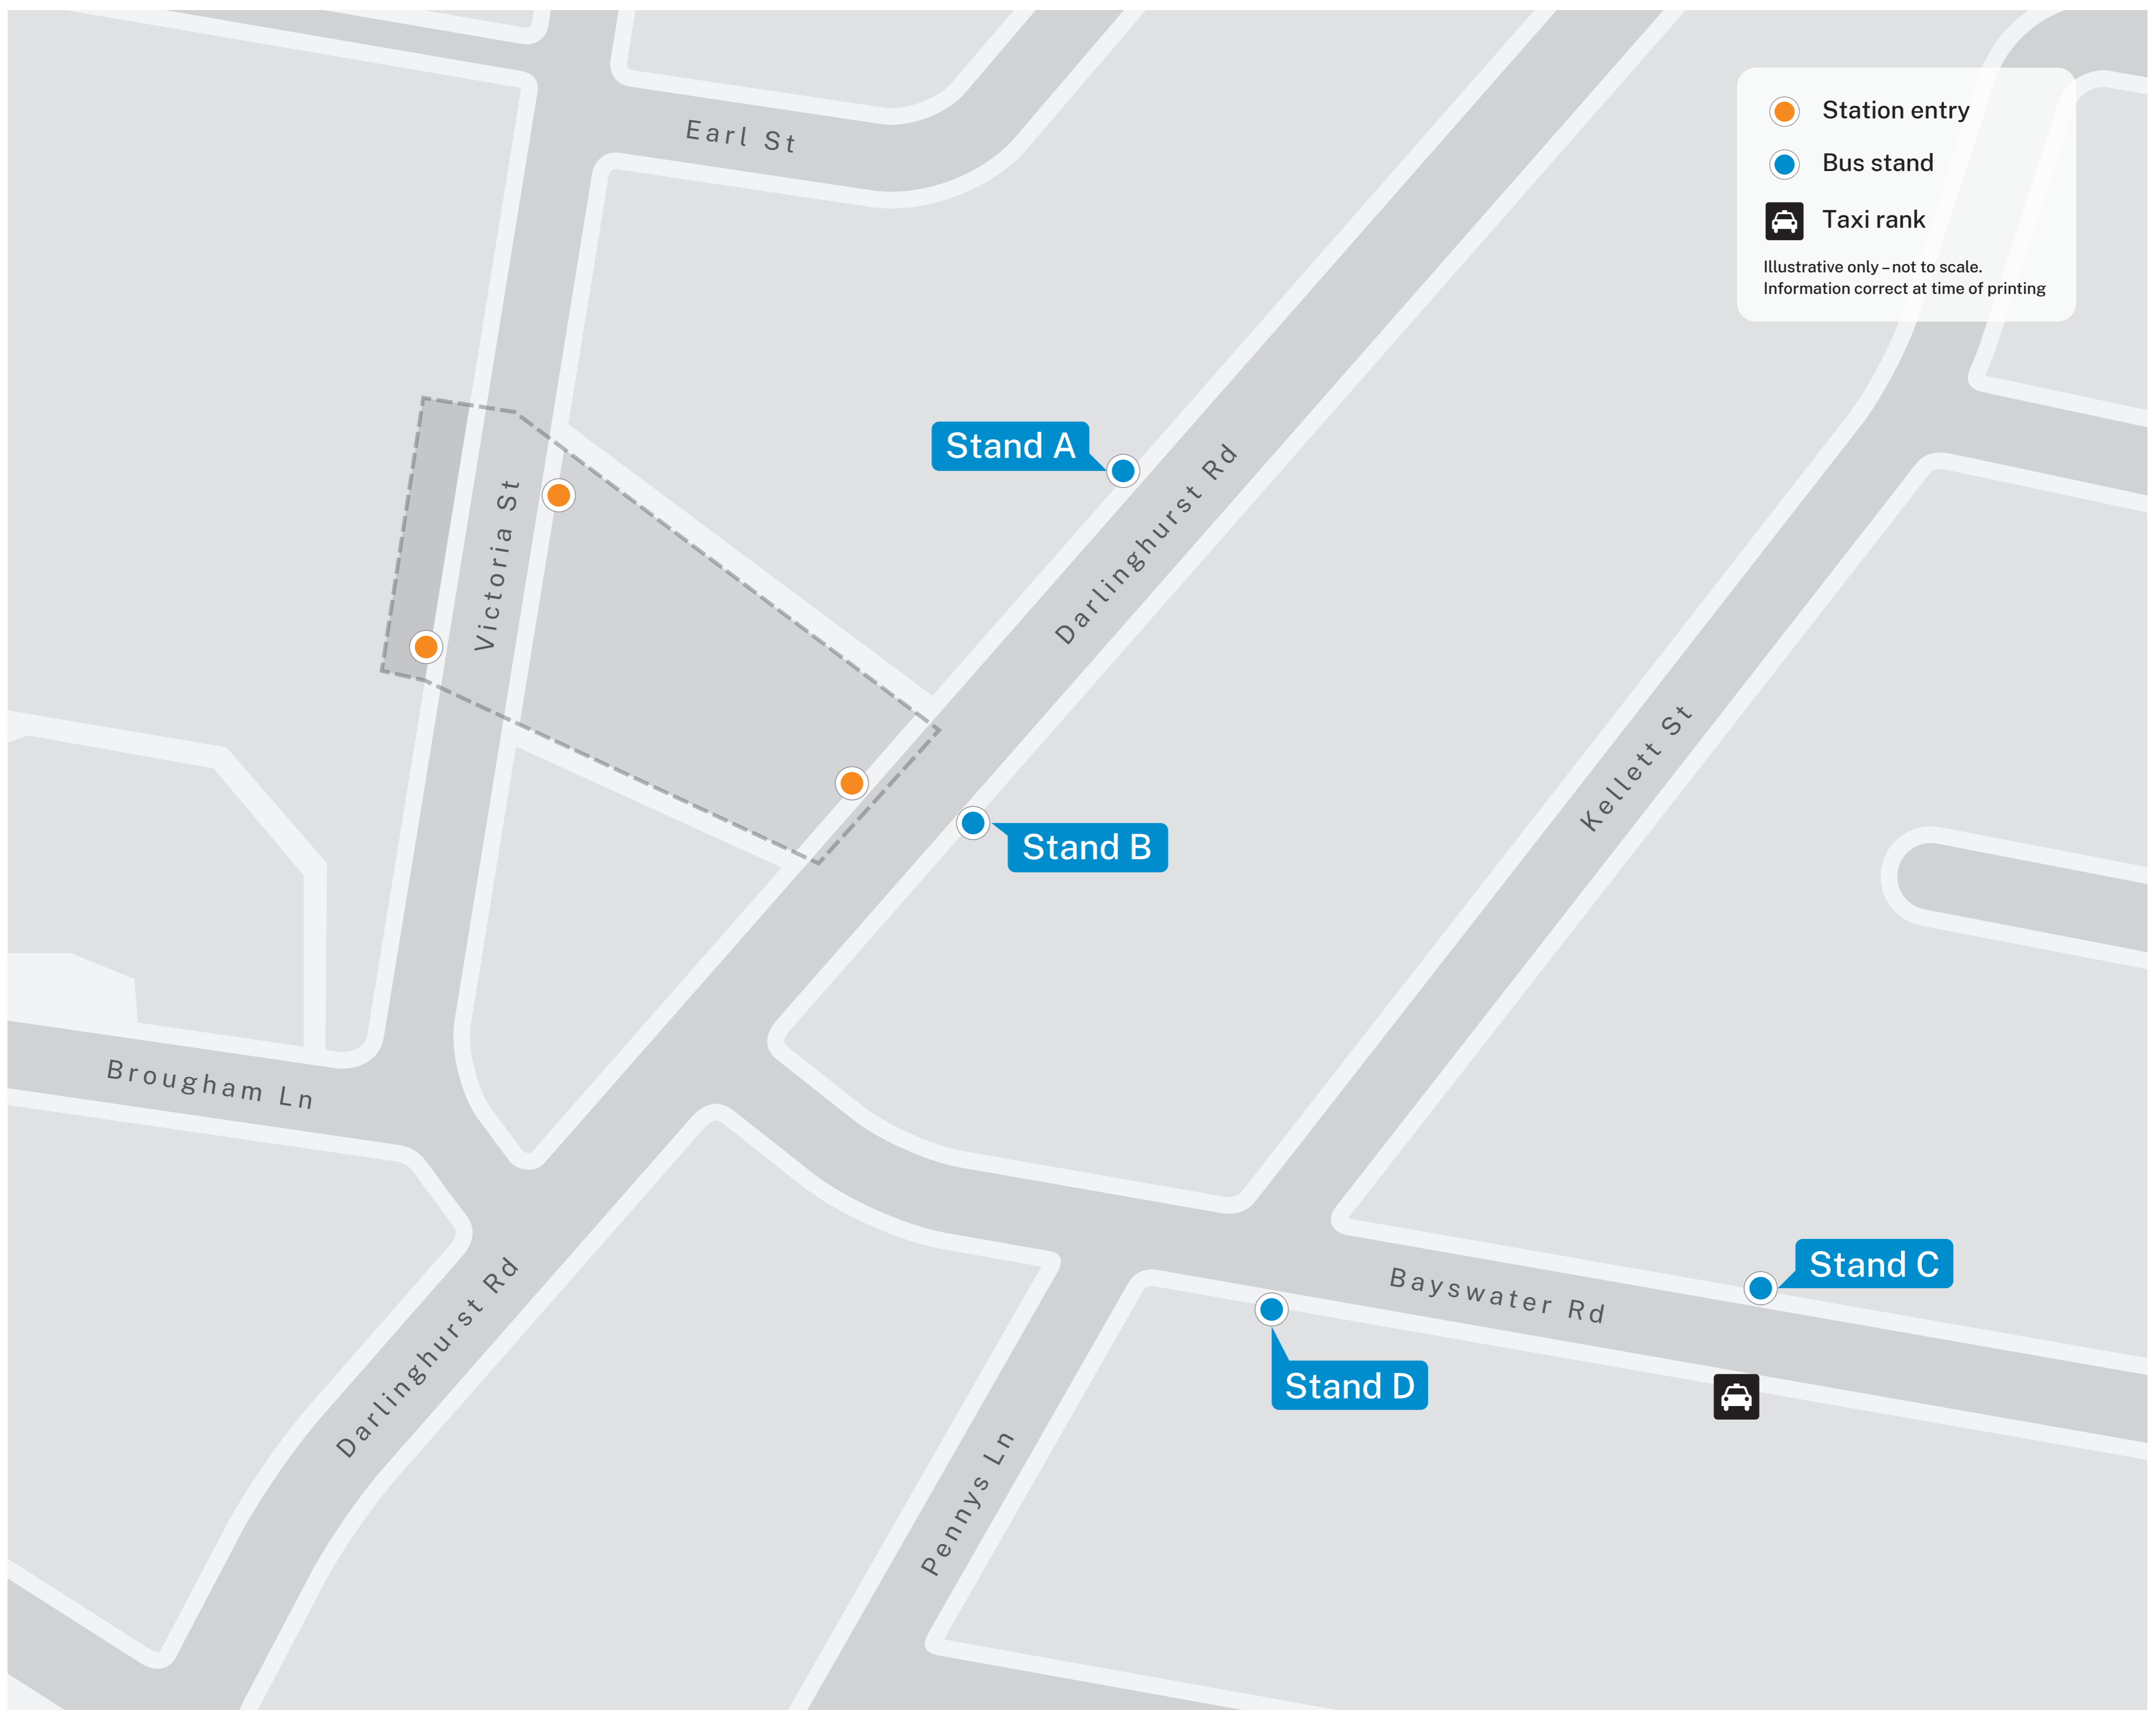 Station entry
Bus stand
Taxi rank
Illustrative only – not to scale.
Information correct at time of printing
Earl St
Stand A
Victoria St
Darlinghurst Rd
Kellett St
Stand B
Brougham Ln
Stand C
Bayswater Rd
Darlinghurst Rd
Stand D
Pennys Ln